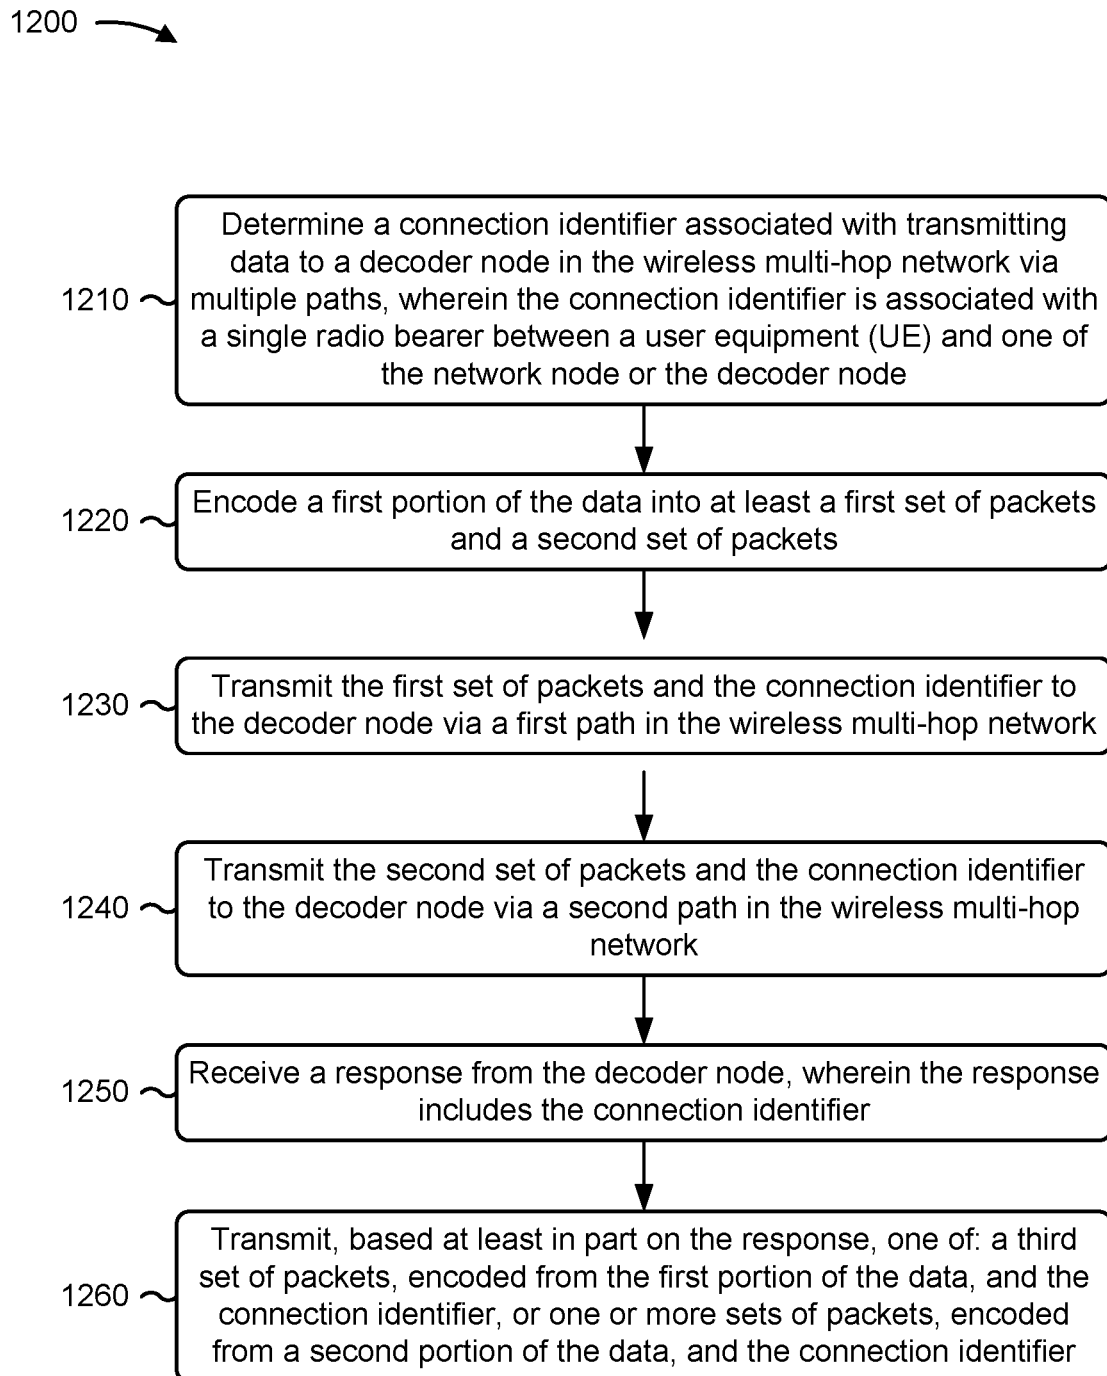 1200
Determine a connection identifier associated with transmitting
data to a decoder node in the wireless multi-hop network via
multiple paths, wherein the connection identifier is associated with
a single radio bearer between a user equipment (UE) and one of
the network node or the decoder node
1210
Encode a first portion of the data into at least a first set of packets
and a second set of packets
1220
Transmit the first set of packets and the connection identifier to
the decoder node via a first path in the wireless multi-hop network
1230
Transmit the second set of packets and the connection identifier
to the decoder node via a second path in the wireless multi-hop
network
1240
Receive a response from the decoder node, wherein the response
includes the connection identifier
1250
Transmit, based at least in part on the response, one of: a third
set of packets, encoded from the first portion of the data, and the
connection identifier, or one or more sets of packets, encoded
from a second portion of the data, and the connection identifier
1260